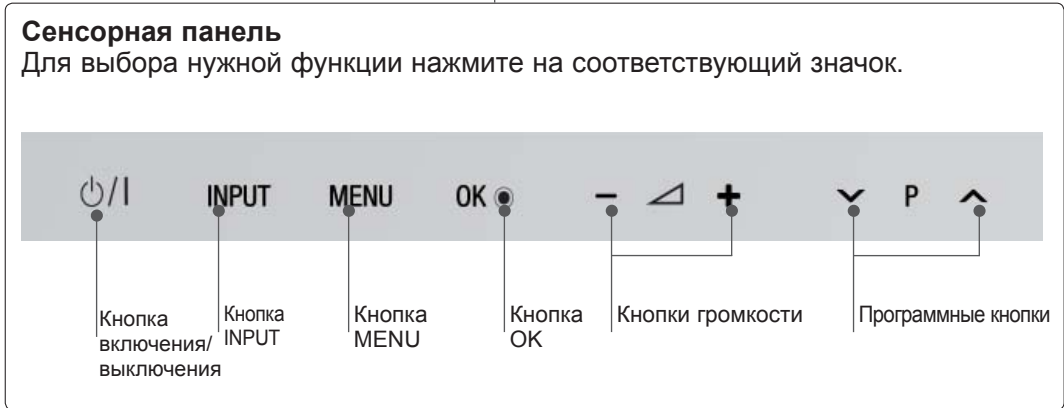 Сенсорная панель
Для выбора нужной функции нажмите на соответствующий значок.
⏻/I INPUT MENU OK − + P
Кнопка включения/ выключения
Кнопка INPUT
Кнопка MENU
Кнопка OK
Кнопки громкости
Программные кнопки